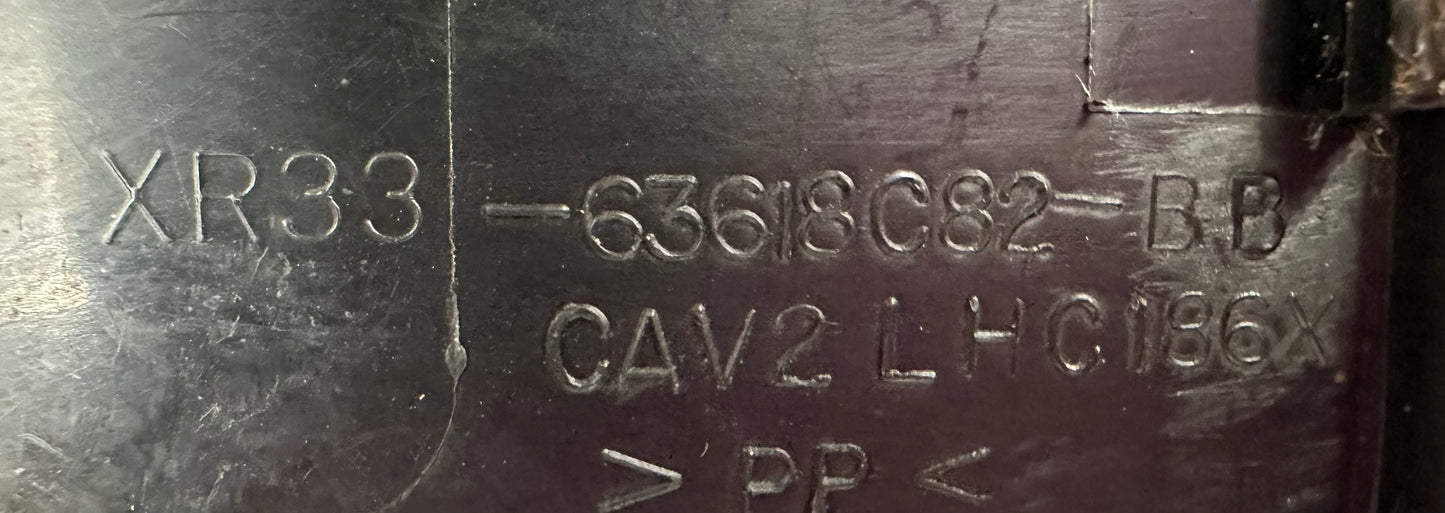 XR33-63618C82-BB
CAV2 LHC186X
>PP<